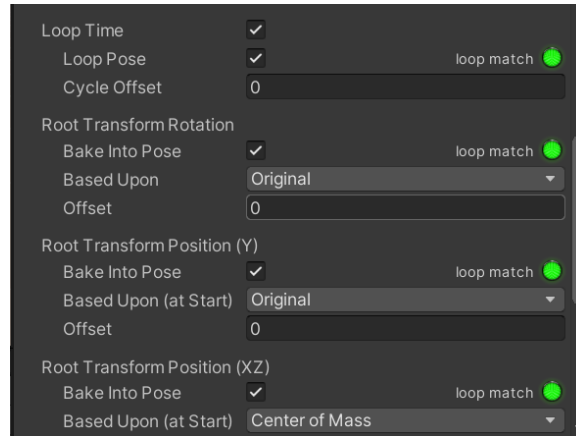 Loop Time
Loop Pose loop match
Cycle Offset 0
Root Transform Rotation
Bake Into Pose loop match
Based Upon Original
Offset 0
Root Transform Position (Y)
Bake Into Pose loop match
Based Upon (at Start) Original
Offset 0
Root Transform Position (XZ)
Bake Into Pose loop match
Based Upon (at Start) Center of Mass